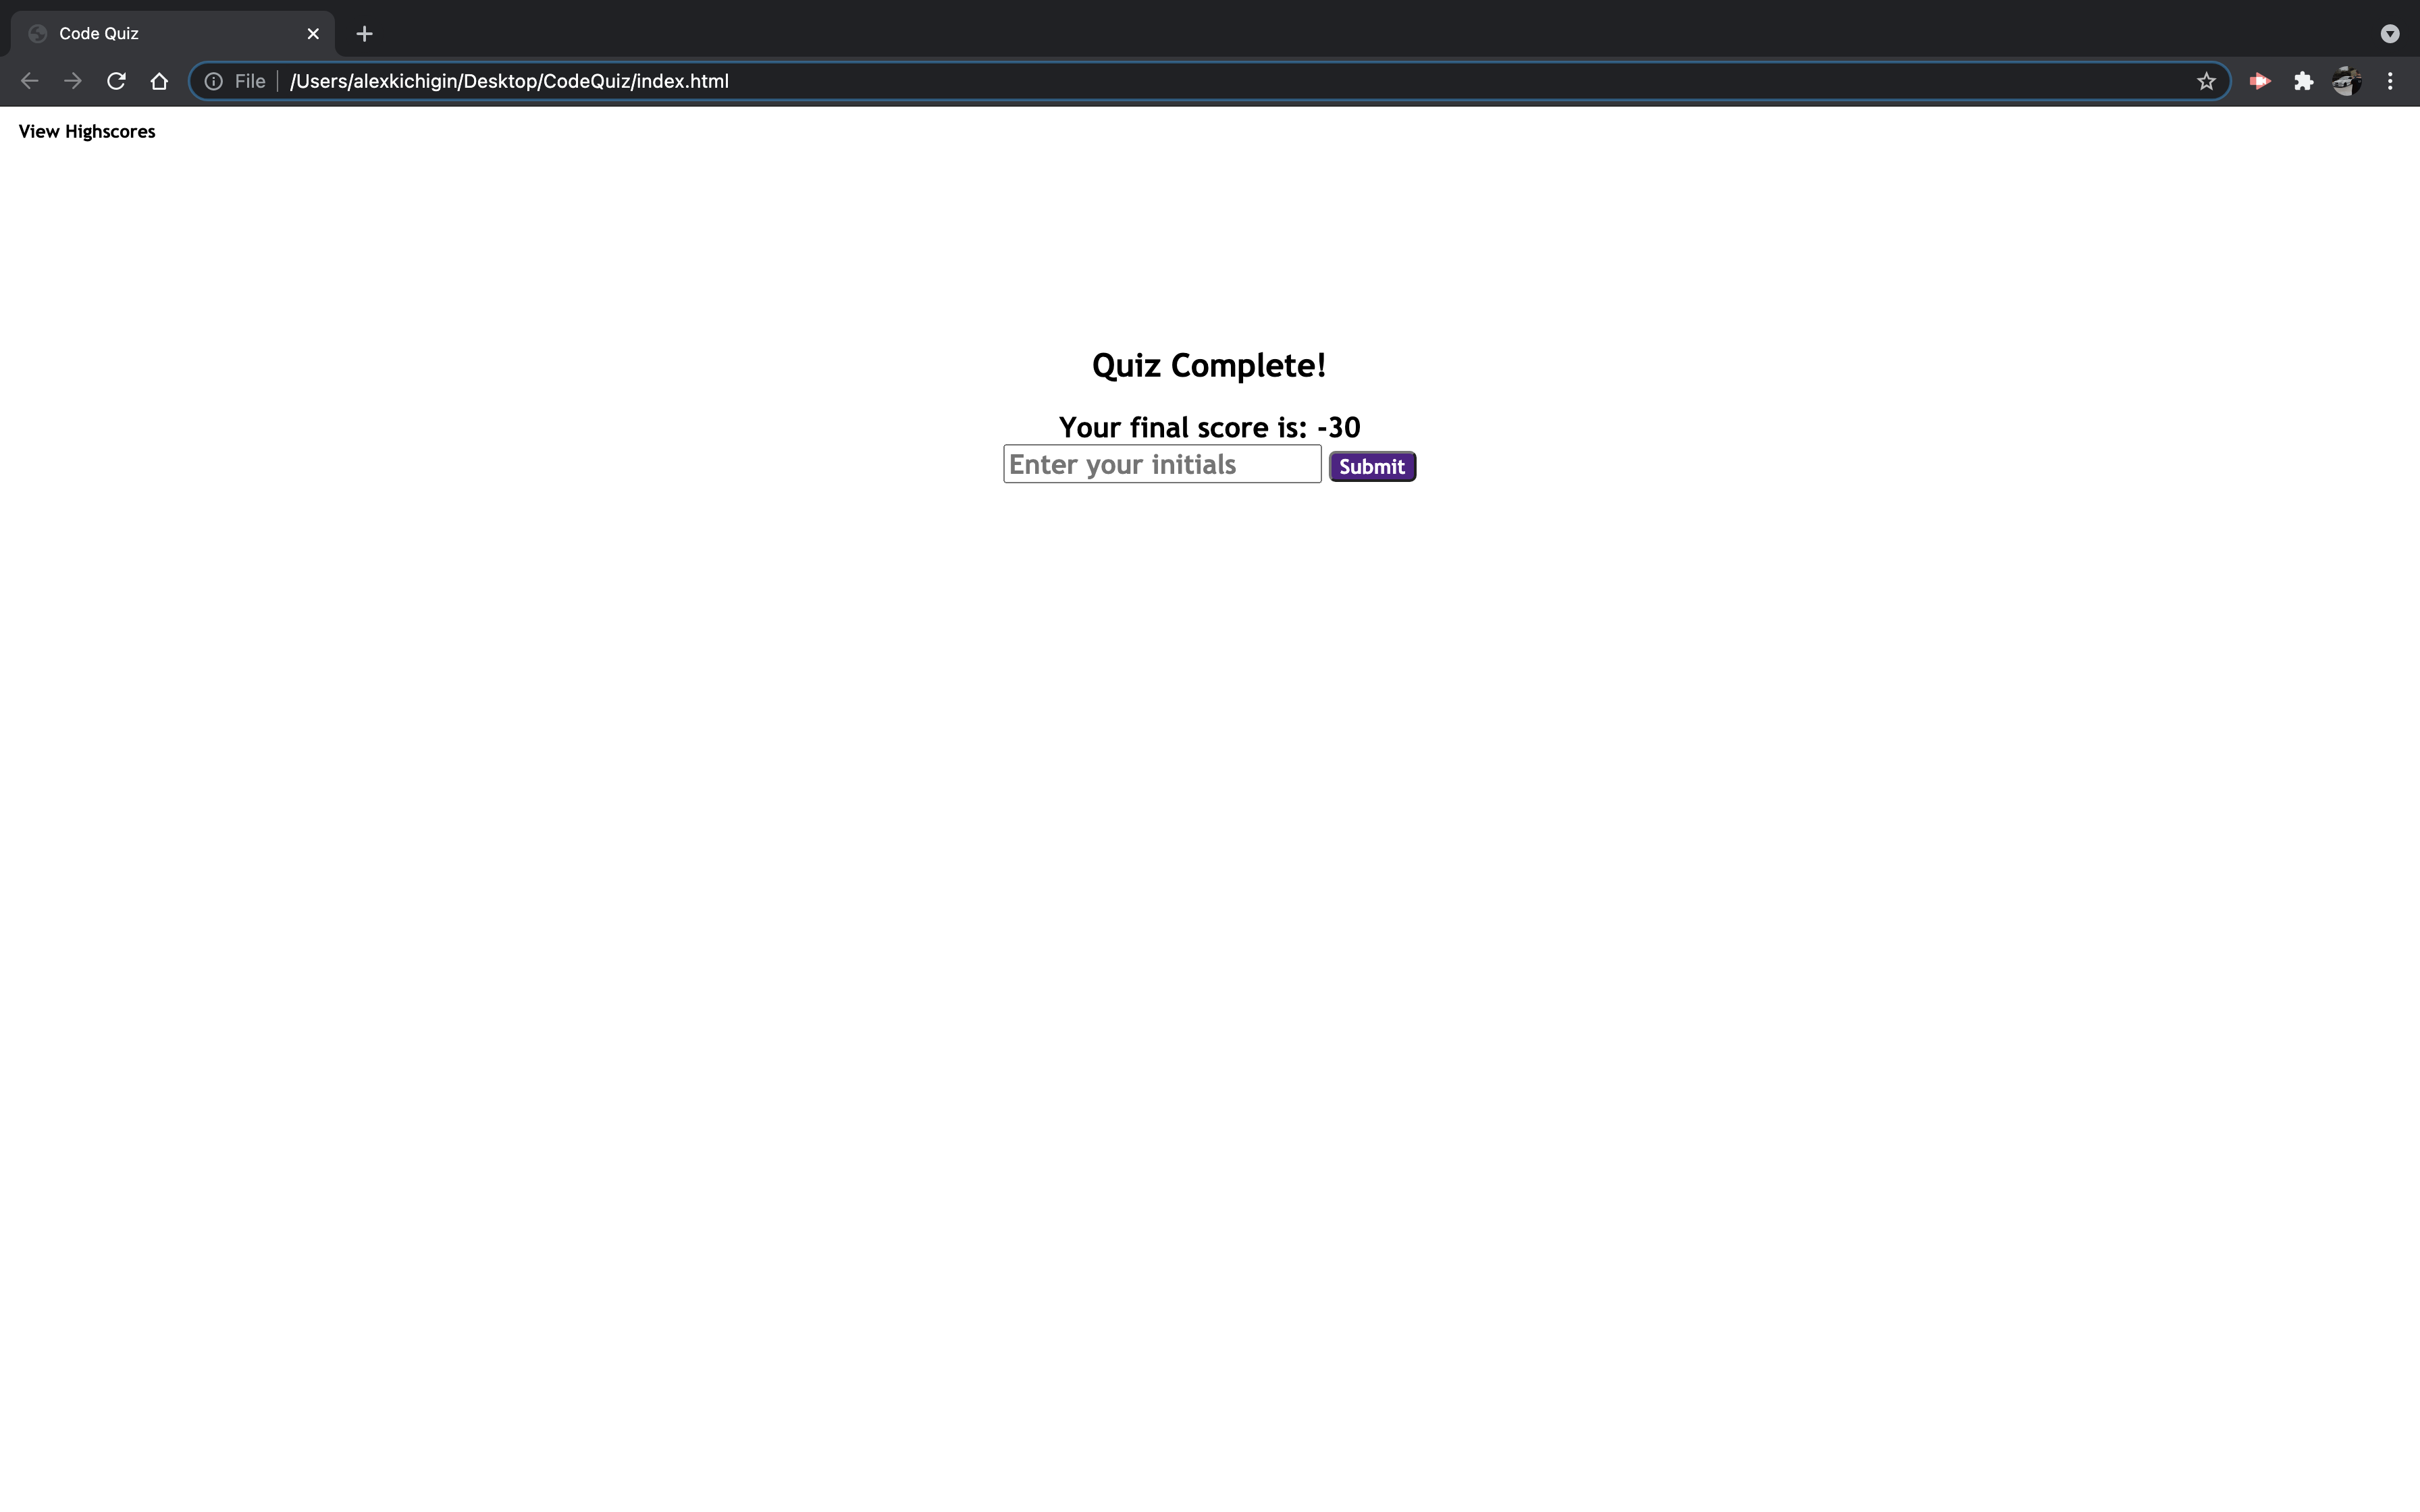 Code Quiz
File /Users/alexkichigin/Desktop/CodeQuiz/index.html
View Highscores
Quiz Complete!
Your final score is: -30
Enter your initials Submit